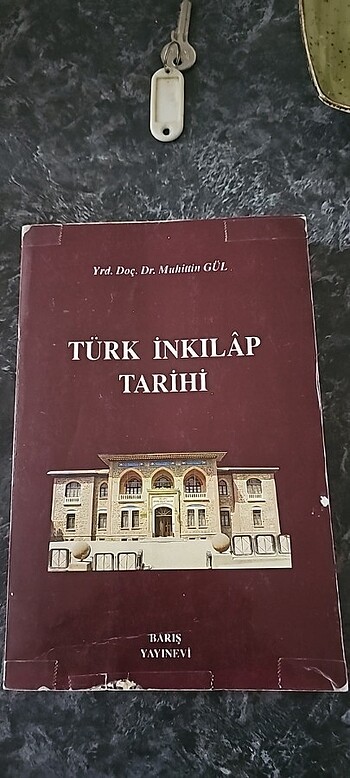 Yrd. Doç. Dr. Muhittin GÜL
TÜRK İNKILÂP
TARİHİ
BARIŞ
YAYINEVİ